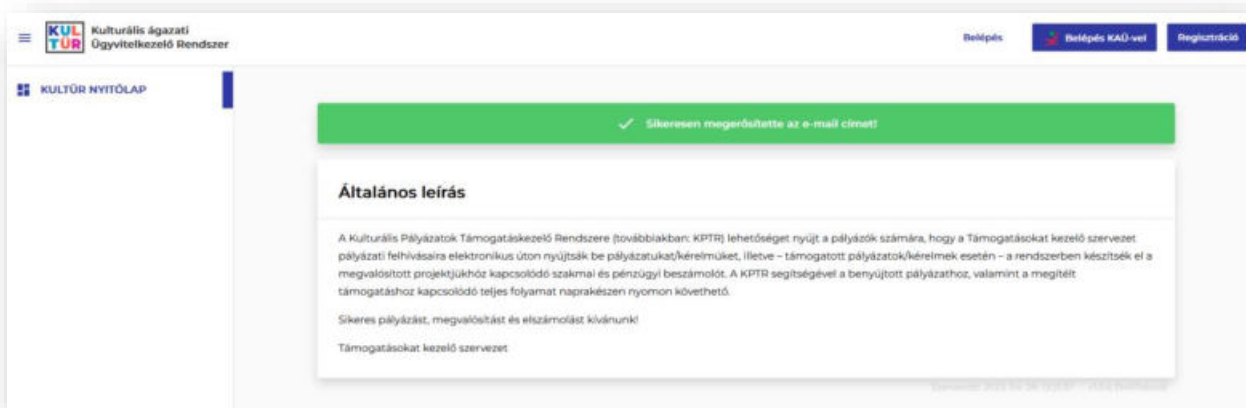 KUL
TÜR
Kulturális ágazati
Ügyvitelkezelő Rendszer
Belépés
Belépés KAÜ-vel
Regisztráció
KULTÚR NYITÓLAP
Sikeresen megerősítette az e-mail címet!
Általános leírás
A Kulturális Pályázatok Támogatáskezelő Rendszere (továbbiakban: KPTR) lehetőséget nyújt a pályázók számára, hogy a Támogatásokat kezelő szervezet
pályázati felhívásaira elektronikus úton nyújtsák be pályázatukat/kérelmüket, illetve – támogatott pályázatok/kérelmek esetén – a rendszerben készítsék el a
megvalósított projektjükhöz kapcsolódó szakmai és pénzügyi beszámolót. A KPTR segítségével a benyújtott pályázathoz, valamint a megítélt
támogatáshoz kapcsolódó teljes folyamat naprakészen nyomon követhető.
Sikeres pályázást, megvalósítást és elszámolást kívánunk!
Támogatásokat kezelő szervezet